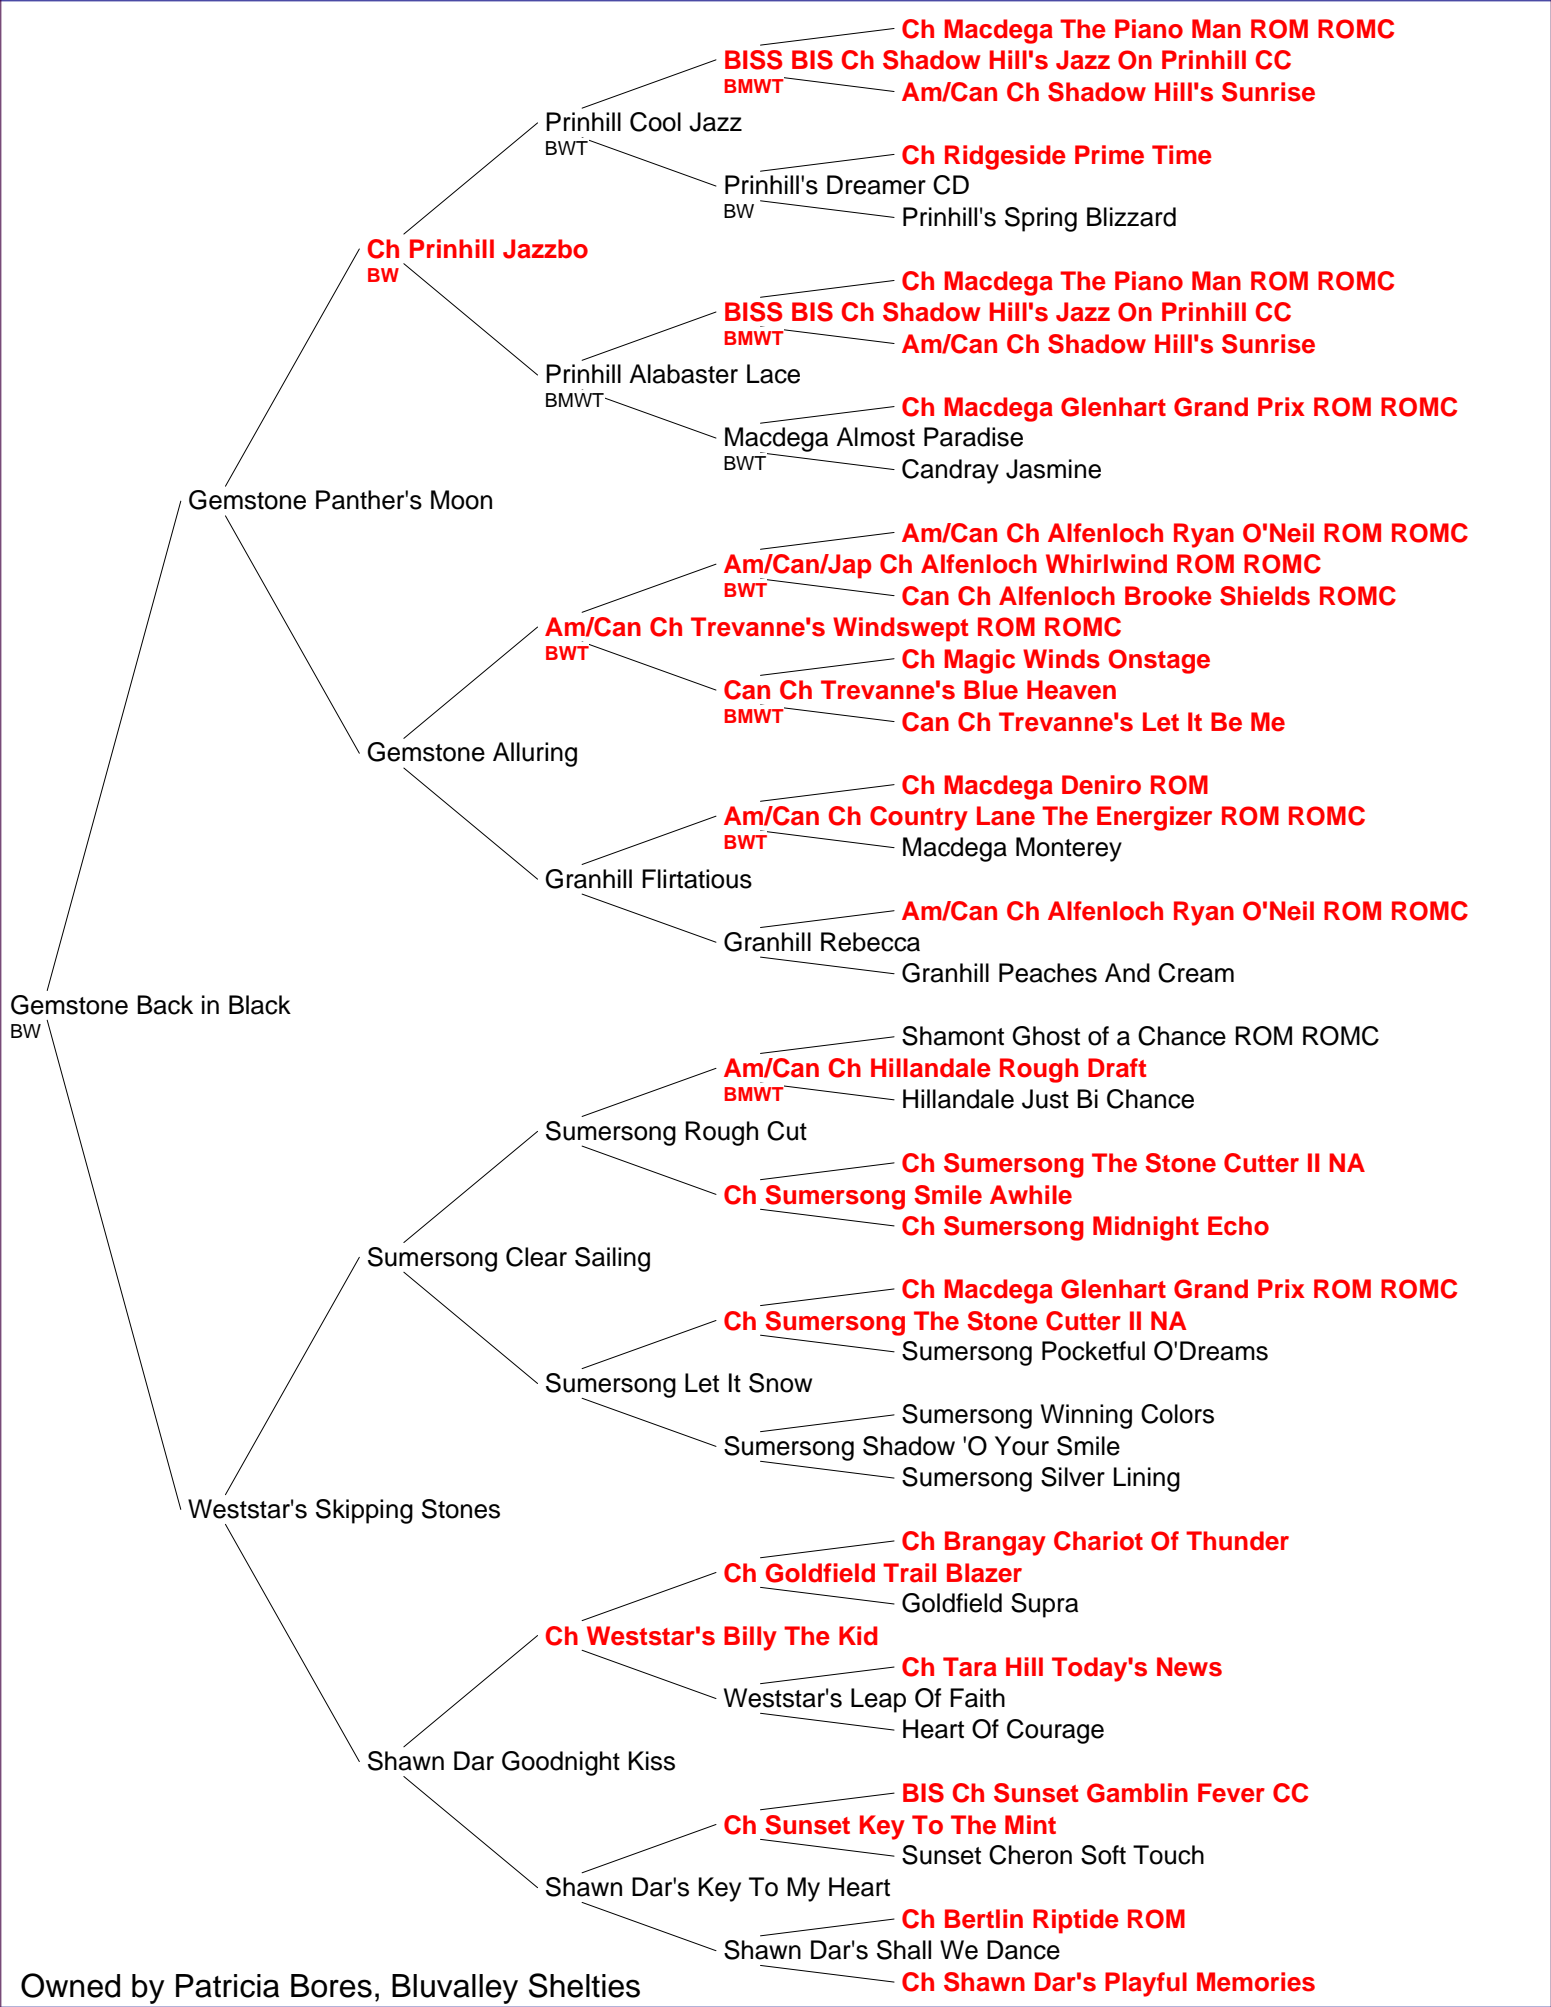 Ch Macdega The Piano Man ROM ROMC
BISS BIS Ch Shadow Hill's Jazz On Prinhill CC
BMWT
Am/Can Ch Shadow Hill's Sunrise
Prinhill Cool Jazz
BWT
Ch Ridgeside Prime Time
Prinhill's Dreamer CD
BW
Prinhill's Spring Blizzard
Ch Prinhill Jazzbo
BW
Ch Macdega The Piano Man ROM ROMC
BISS BIS Ch Shadow Hill's Jazz On Prinhill CC
BMWT
Am/Can Ch Shadow Hill's Sunrise
Prinhill Alabaster Lace
BMWT
Ch Macdega Glenhart Grand Prix ROM ROMC
Macdega Almost Paradise
BWT
Candray Jasmine
Gemstone Panther's Moon
Am/Can Ch Alfenloch Ryan O'Neil ROM ROMC
Am/Can/Jap Ch Alfenloch Whirlwind ROM ROMC
BWT
Can Ch Alfenloch Brooke Shields ROMC
Am/Can Ch Trevanne's Windswept ROM ROMC
BWT
Ch Magic Winds Onstage
Can Ch Trevanne's Blue Heaven
BMWT
Can Ch Trevanne's Let It Be Me
Gemstone Alluring
Ch Macdega Deniro ROM
Am/Can Ch Country Lane The Energizer ROM ROMC
BWT
Macdega Monterey
Granhill Flirtatious
Am/Can Ch Alfenloch Ryan O'Neil ROM ROMC
Granhill Rebecca
Granhill Peaches And Cream
Gemstone Back in Black
BW
Shamont Ghost of a Chance ROM ROMC
Am/Can Ch Hillandale Rough Draft
BMWT
Hillandale Just Bi Chance
Sumersong Rough Cut
Ch Sumersong The Stone Cutter II NA
Ch Sumersong Smile Awhile
Ch Sumersong Midnight Echo
Sumersong Clear Sailing
Ch Macdega Glenhart Grand Prix ROM ROMC
Ch Sumersong The Stone Cutter II NA
Sumersong Pocketful O'Dreams
Sumersong Let It Snow
Sumersong Winning Colors
Sumersong Shadow 'O Your Smile
Sumersong Silver Lining
Weststar's Skipping Stones
Ch Brangay Chariot Of Thunder
Ch Goldfield Trail Blazer
Goldfield Supra
Ch Weststar's Billy The Kid
Ch Tara Hill Today's News
Weststar's Leap Of Faith
Heart Of Courage
Shawn Dar Goodnight Kiss
BIS Ch Sunset Gamblin Fever CC
Ch Sunset Key To The Mint
Sunset Cheron Soft Touch
Shawn Dar's Key To My Heart
Ch Bertlin Riptide ROM
Shawn Dar's Shall We Dance
Ch Shawn Dar's Playful Memories
Owned by Patricia Bores, Bluvalley Shelties